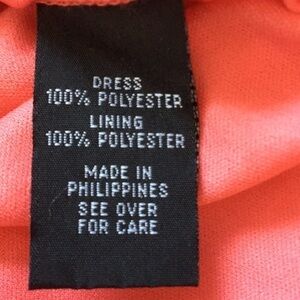 DRESS
100% POLYESTER
LINING
100% POLYESTER
MADE IN
PHILIPPINES
SEE OVER
FOR CARE